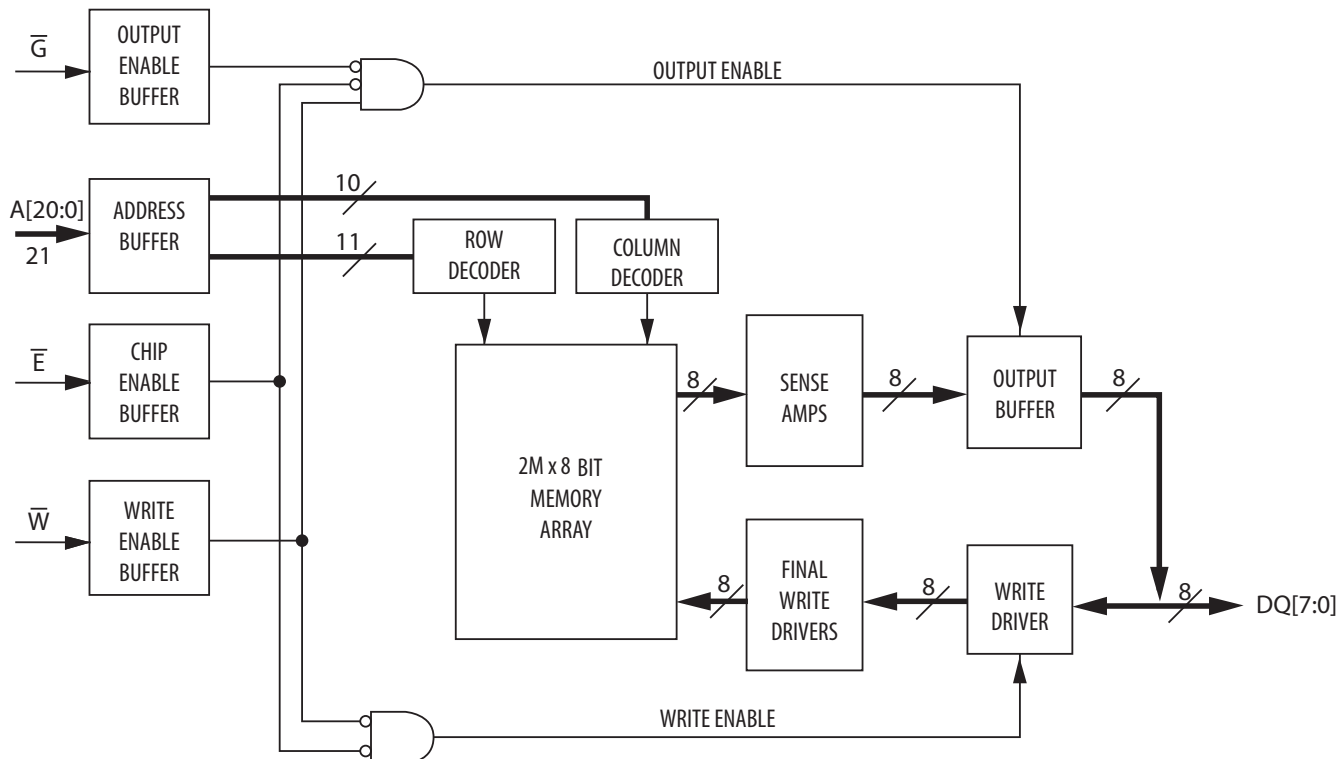 G̅
OUTPUT
ENABLE
BUFFER
OUTPUT ENABLE
A[20:0]
21
ADDRESS
BUFFER
10
11
ROW
DECODER
COLUMN
DECODER
E̅
CHIP
ENABLE
BUFFER
2M x 8 BIT
MEMORY
ARRAY
8
SENSE
AMPS
8
OUTPUT
BUFFER
8
W̅
WRITE
ENABLE
BUFFER
8
FINAL
WRITE
DRIVERS
8
WRITE
DRIVER
8
DQ[7:0]
WRITE ENABLE